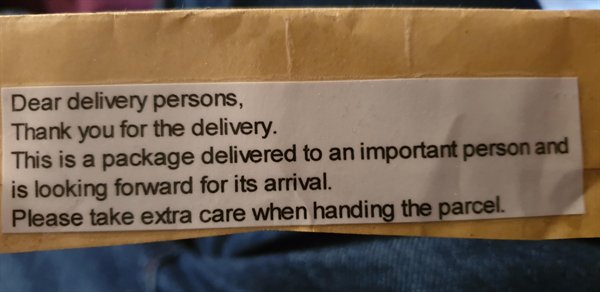 Dear delivery persons,
Thank you for the delivery.
This is a package delivered to an important person and
is looking forward for its arrival.
Please take extra care when handing the parcel.